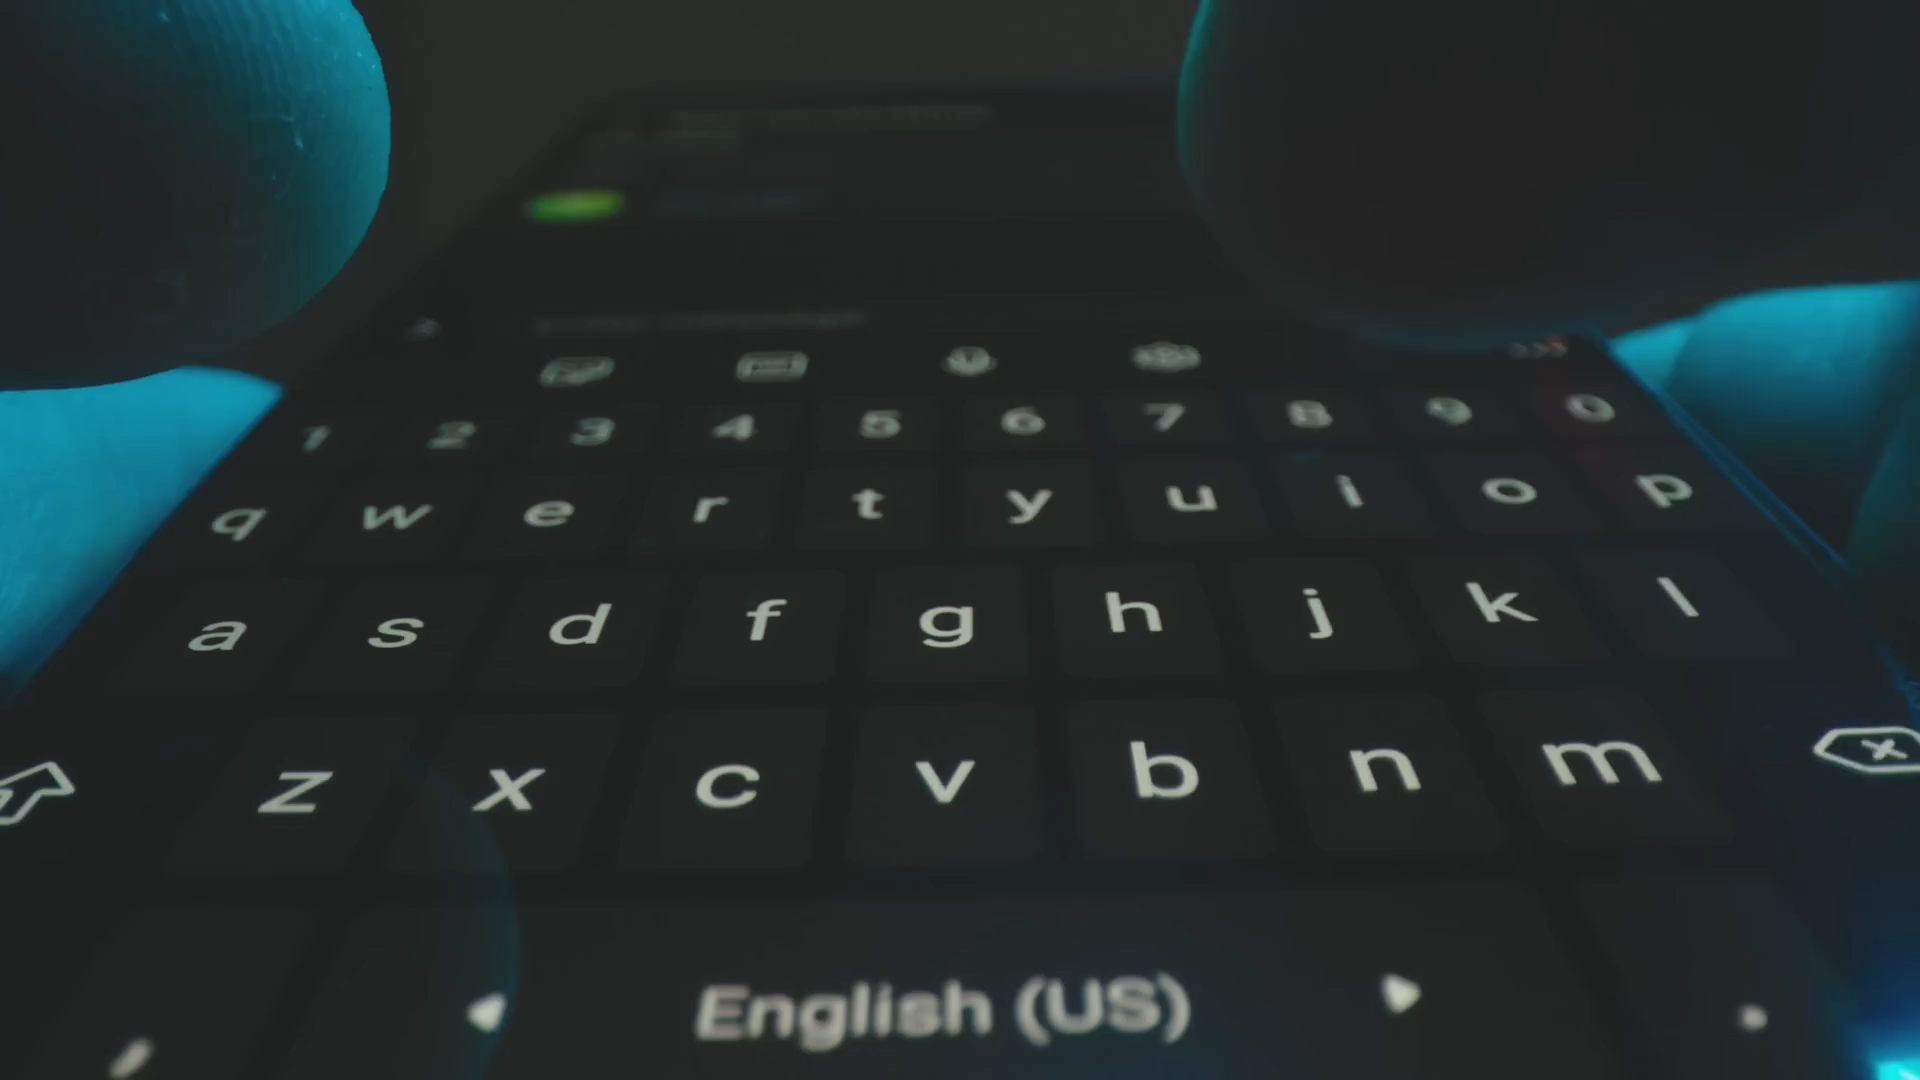 1 2 3 4 5 6 7 8 9 0
q w e r t y u i o p
a s d f g h j k l
z x c v b n m
, English (US) .